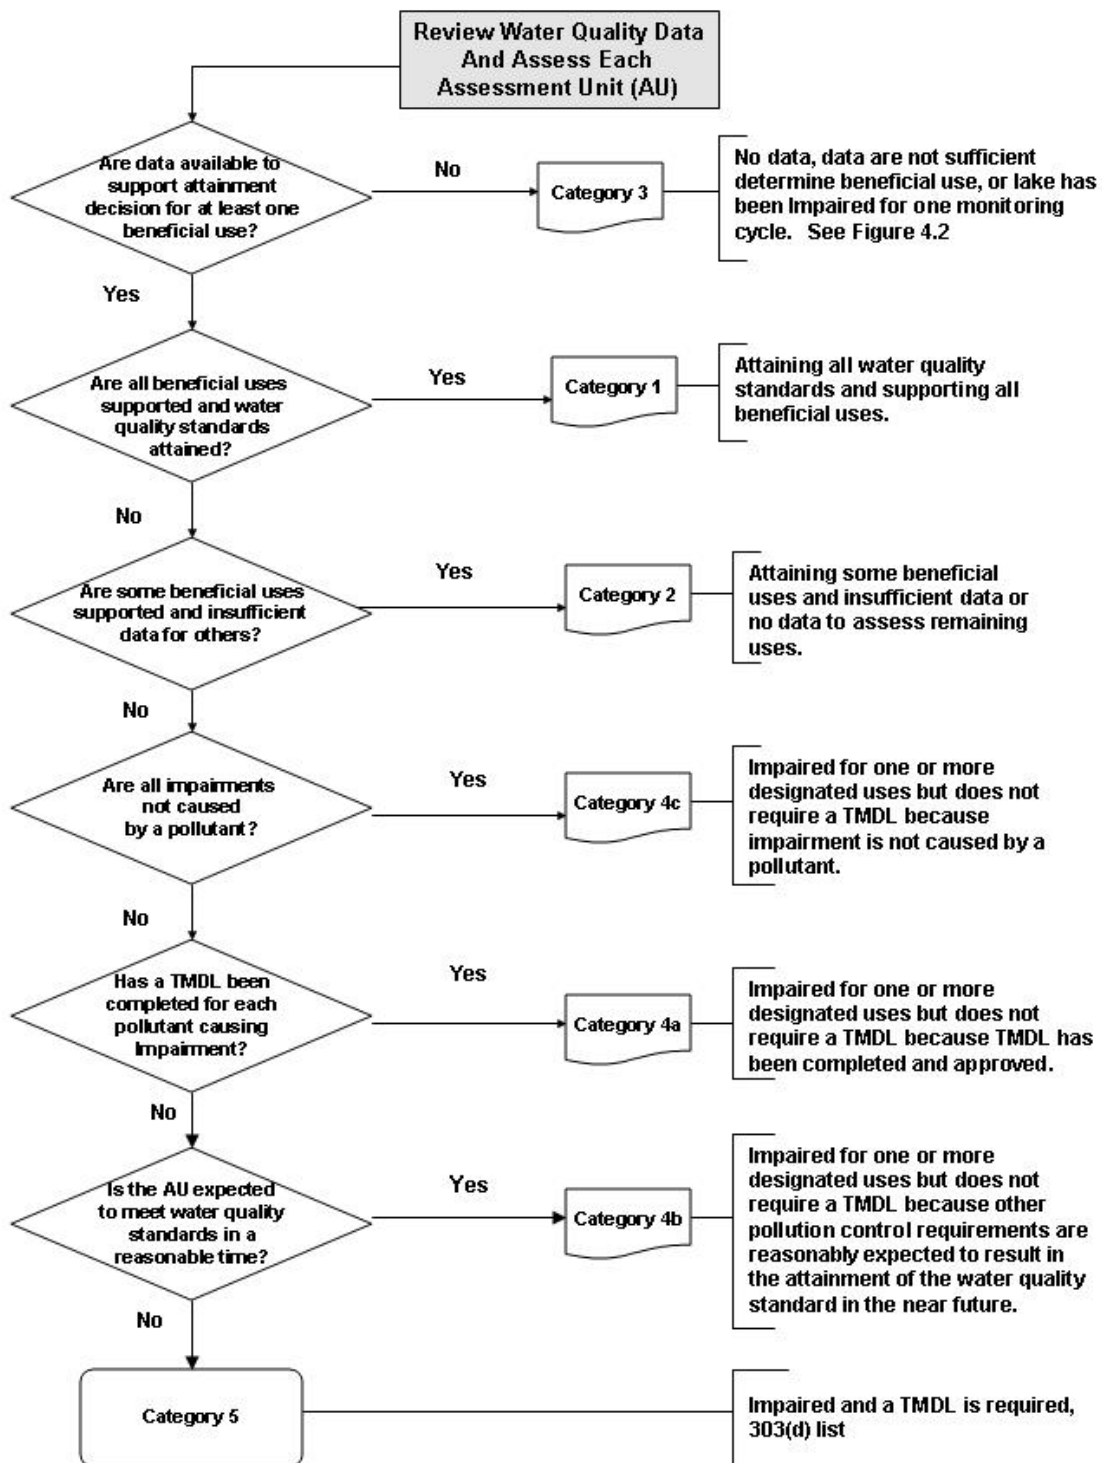 Review Water Quality Data
And Assess Each
Assessment Unit (AU)
Are data available to
support attainment
decision for at least one
beneficial use?
No
Category 3
No data, data are not sufficient
determine beneficial use, or lake has
been Impaired for one monitoring
cycle. See Figure 4.2
Yes
Are all beneficial uses
supported and water
quality standards
attained?
Yes
Category 1
Attaining all water quality
standards and supporting all
beneficial uses.
No
Are some beneficial uses
supported and insufficient
data for others?
Yes
Category 2
Attaining some beneficial
uses and insufficient data or
no data to assess remaining
uses.
No
Are all impairments
not caused
by a pollutant?
Yes
Category 4c
Impaired for one or more
designated uses but does not
require a TMDL because
impairment is not caused by a
pollutant.
No
Has a TMDL been
completed for each
pollutant causing
Impairment?
Yes
Category 4a
Impaired for one or more
designated uses but does not
require a TMDL because TMDL has
been completed and approved.
No
Is the AU expected
to meet water quality
standards in a
reasonable time?
Yes
Category 4b
Impaired for one or more
designated uses but does not
require a TMDL because other
pollution control requirements are
reasonably expected to result in
the attainment of the water quality
standard in the near future.
No
Category 5
Impaired and a TMDL is required,
303(d) list